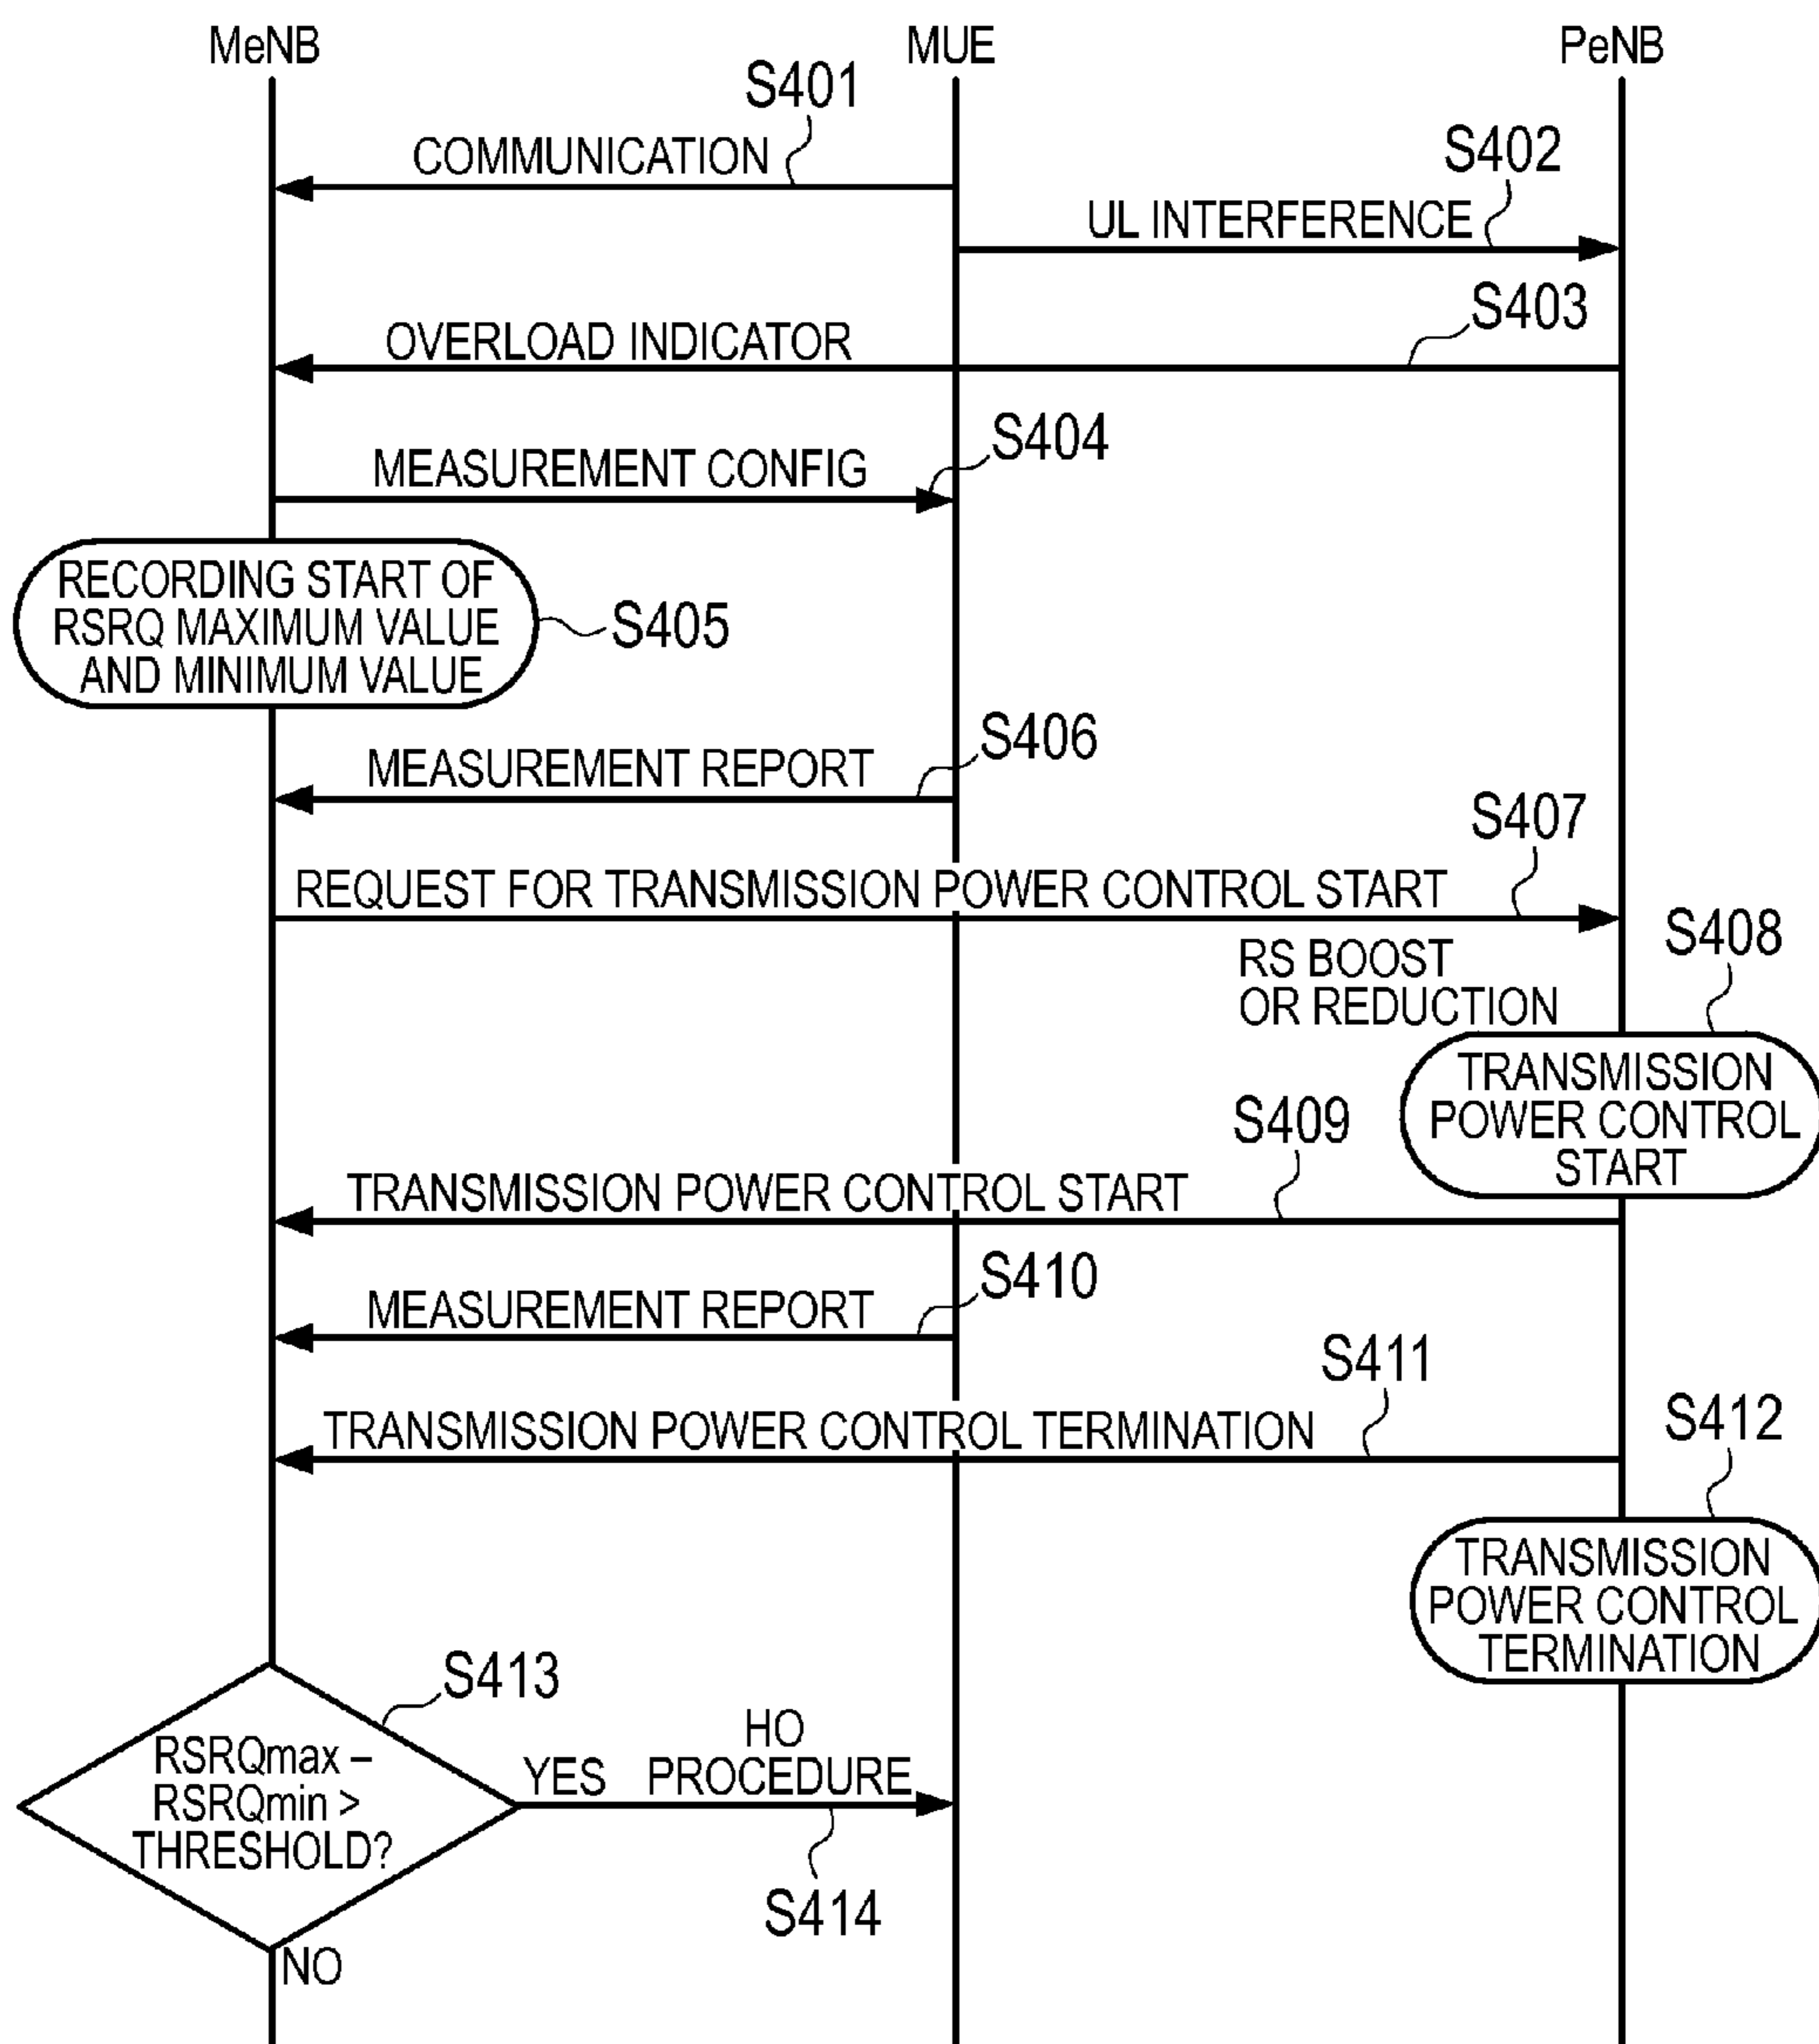 MeNB
MUE
PeNB
S401
COMMUNICATION
S402
UL INTERFERENCE
S403
OVERLOAD INDICATOR
S404
MEASUREMENT CONFIG
RECORDING START OF
RSRQ MAXIMUM VALUE
AND MINIMUM VALUE
S405
S406
MEASUREMENT REPORT
S407
REQUEST FOR TRANSMISSION POWER CONTROL START
RS BOOST
OR REDUCTION
S408
TRANSMISSION
POWER CONTROL
START
S409
TRANSMISSION POWER CONTROL START
S410
MEASUREMENT REPORT
S411
TRANSMISSION POWER CONTROL TERMINATION
S412
TRANSMISSION
POWER CONTROL
TERMINATION
S413
RSRQmax –
RSRQmin >
THRESHOLD?
YES
HO
PROCEDURE
S414
NO